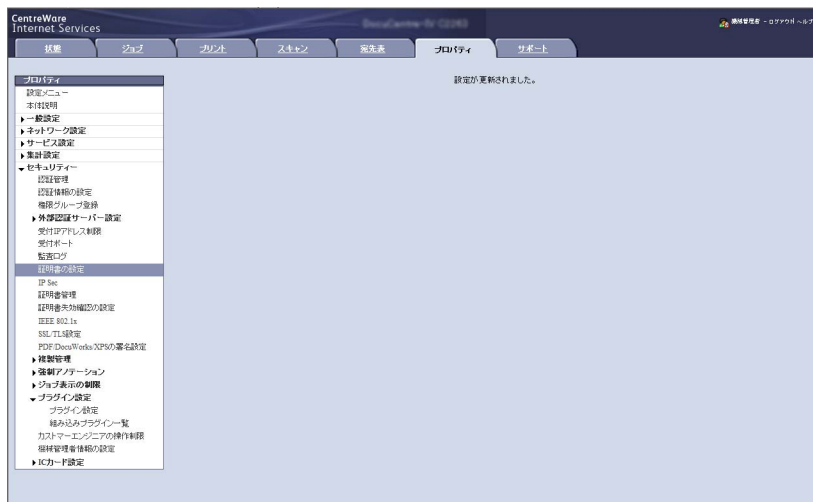 CentreWare
Internet Services
機械管理者 - ログアウト ヘルプ
状態
ジョブ
プリント
スキャン
宛先表
プロパティ
サポート
プロパティ
設定メニュー
本体説明
一般設定
ネットワーク設定
サービス設定
集計設定
セキュリティー
認証管理
認証情報の設定
権限グループ登録
外部認証サーバー設定
受付IPアドレス制限
受付ポート
監査ログ
証明書の設定
IP Sec
証明書管理
証明書失効確認の設定
IEEE 802.1x
SSL/TLS設定
PDF/DocuWorks/XPSの署名設定
複製管理
強制アノテーション
ジョブ表示の制限
プラグイン設定
プラグイン設定
組み込みプラグイン一覧
カストマーエンジニアの操作制限
機械管理者情報の設定
ICカード設定
設定が更新されました。